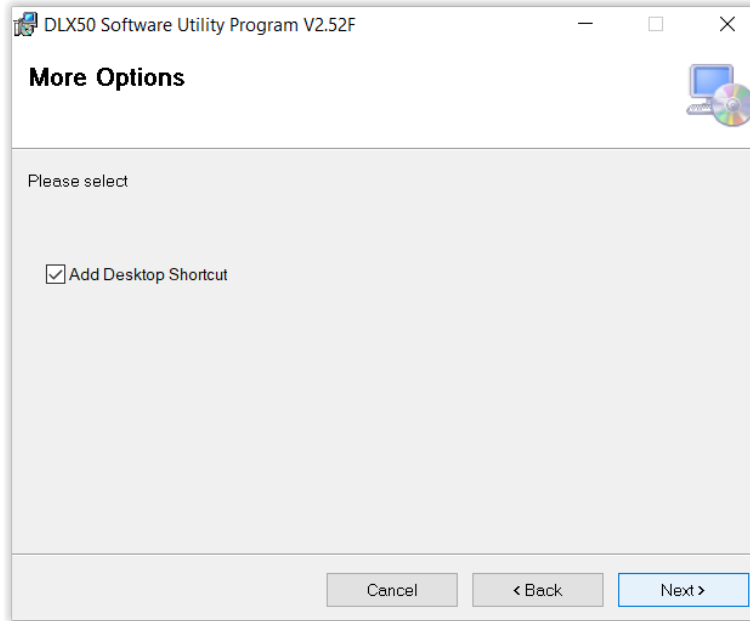 DLX50 Software Utility Program V2.52F
More Options
Please select
Add Desktop Shortcut
Cancel
< Back
Next >